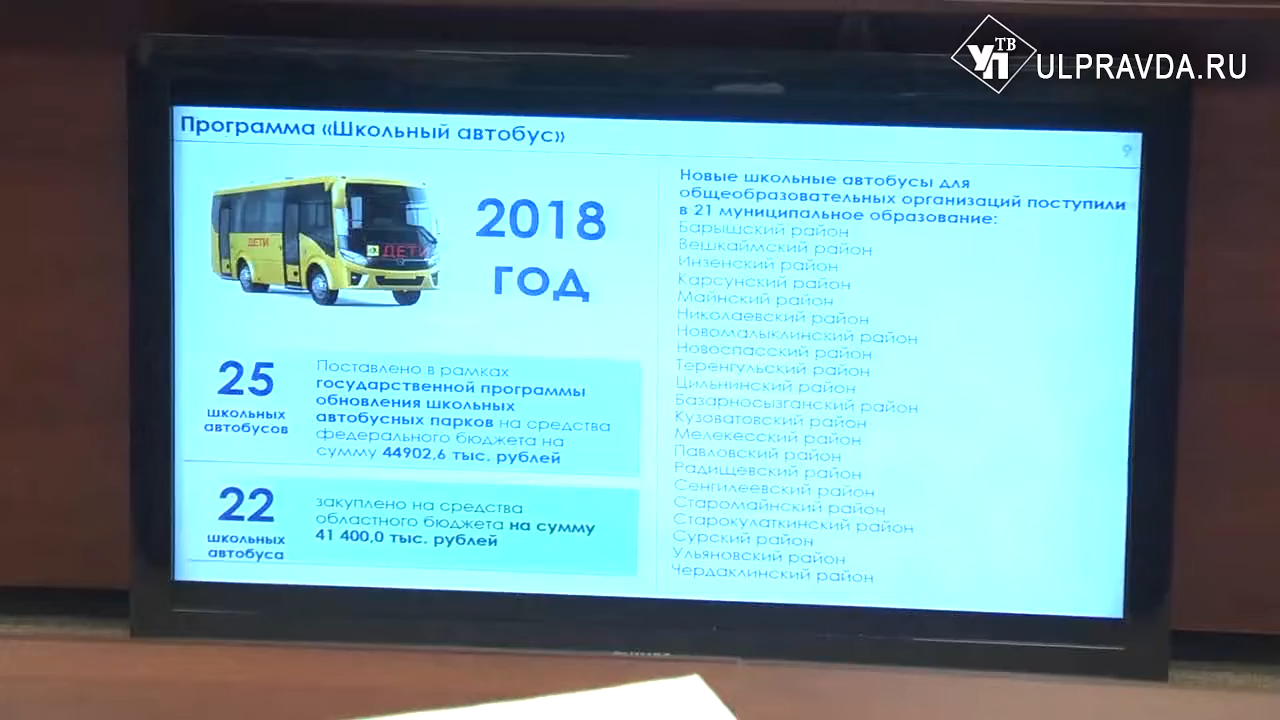 УП ТВ
ULPRAVDA.RU
Программа «Школьный автобус»
9
ДЕТИ
ДЕТИ
2018
ГОД
25
школьных
автобусов
Поставлено в рамках
государственной программы
обновления школьных
автобусных парков на средства
федерального бюджета на
сумму 44902,6 тыс. рублей
22
школьных
автобуса
закуплено на средства
областного бюджета на сумму
41 400,0 тыс. рублей
Новые школьные автобусы для
общеобразовательных организаций поступили
в 21 муниципальное образование:
Барышский район
Вешкаймский район
Инзенский район
Карсунский район
Майнский район
Николаевский район
Новомалыклинский район
Новоспасский район
Теренгульский район
Цильнинский район
Базарносызганский район
Кузоватовский район
Мелекесский район
Павловский район
Радищевский район
Сенгилеевский район
Старомайнский район
Старокулаткинский район
Сурский район
Ульяновский район
Чердаклинский район